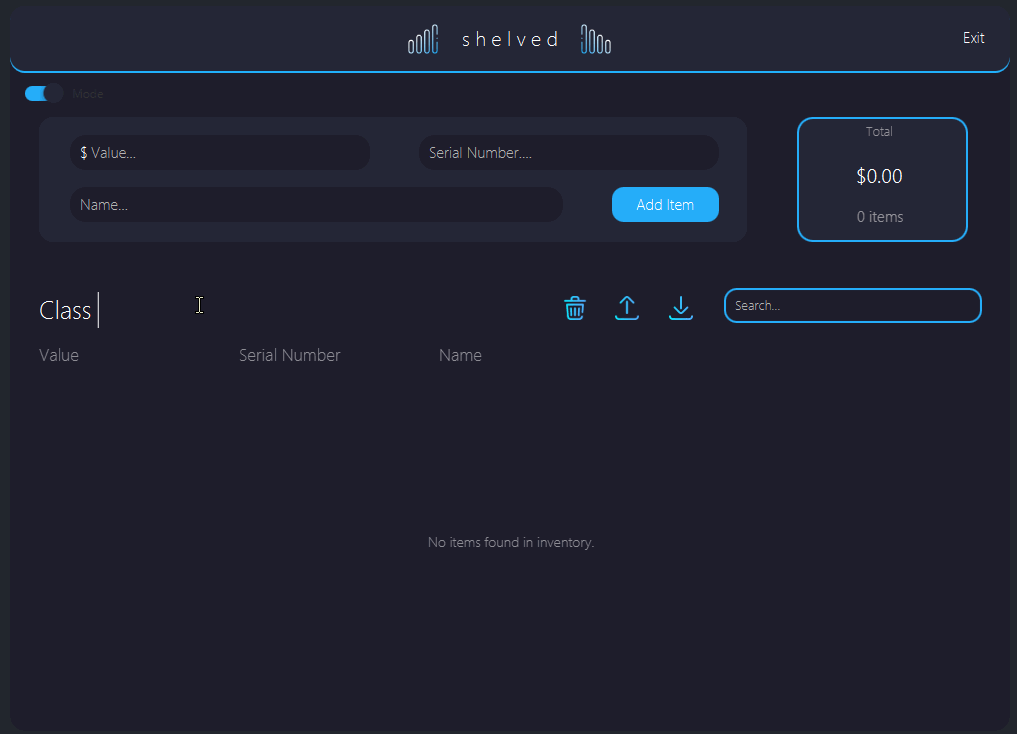 shelved
Exit
Mode
$ Value...
Serial Number....
Name...
Add Item
Total
$0.00
0 items
Class
Search...
Value
Serial Number
Name
No items found in inventory.